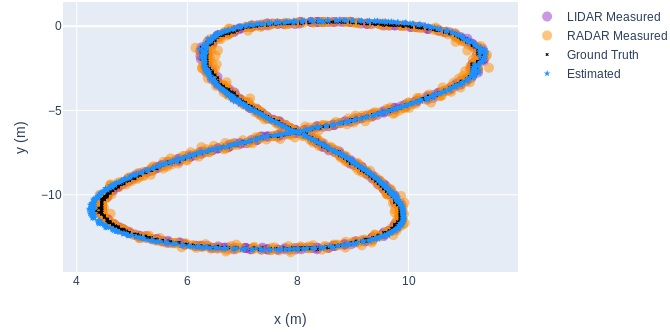 0
−5
−10
y (m)
4
6
8
10
x (m)
LIDAR Measured
RADAR Measured
Ground Truth
Estimated